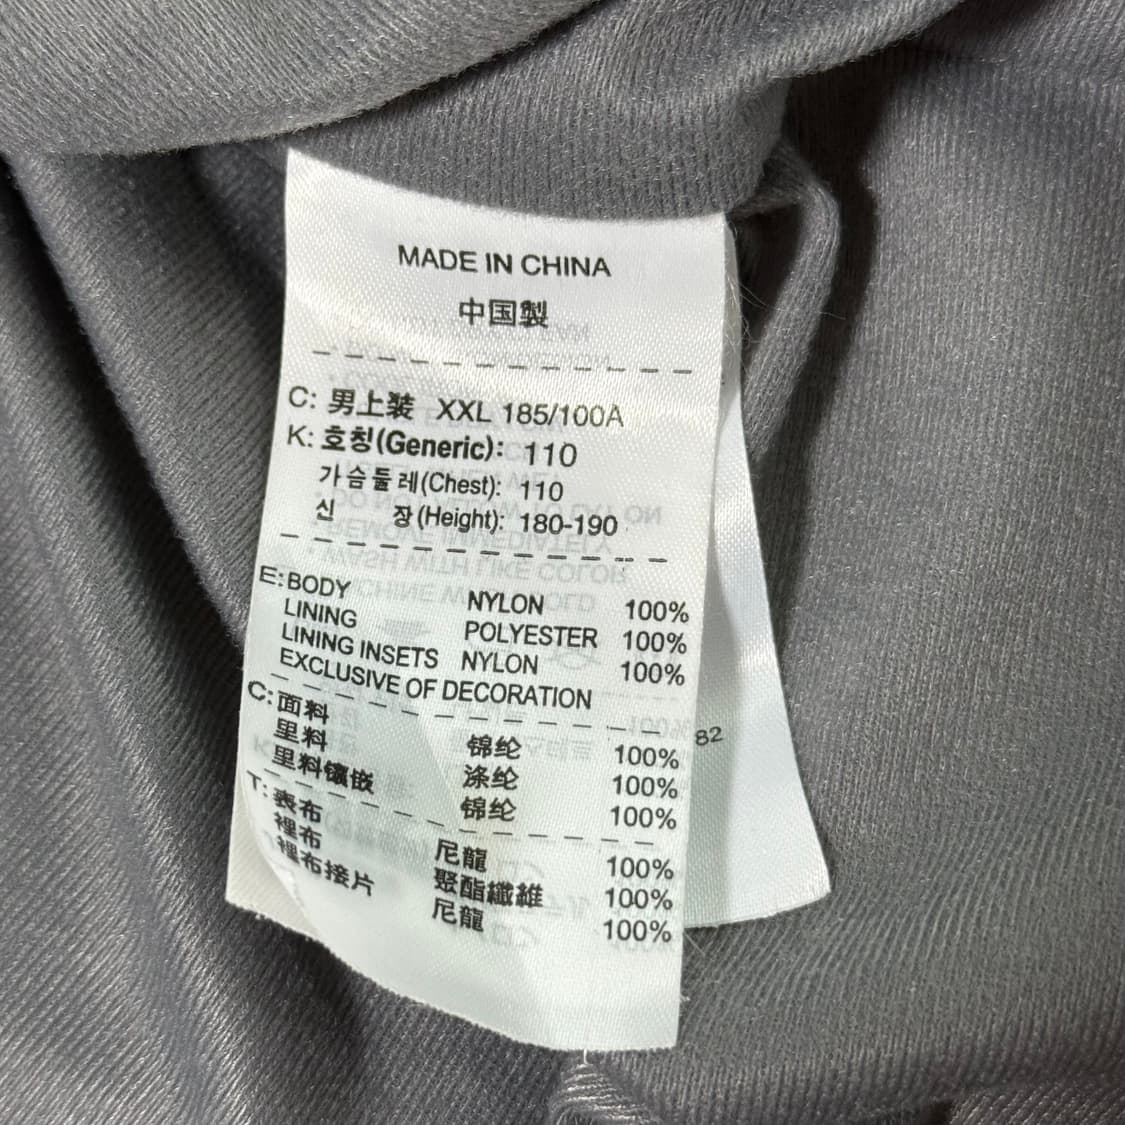 MADE IN CHINA
中国製
C: 男上装 XXL 185/100A
K: 호칭(Generic): 110
가슴둘레(Chest): 110
신 장(Height): 180-190
E: BODY NYLON 100%
LINING POLYESTER 100%
LINING INSETS NYLON 100%
EXCLUSIVE OF DECORATION
C: 面料 锦纶 100%
里料 涤纶 100%
里料镶嵌 锦纶 100%
T: 表布 尼龍 100%
裡布 聚酯纖維 100%
裡布接片 尼龍 100%
82